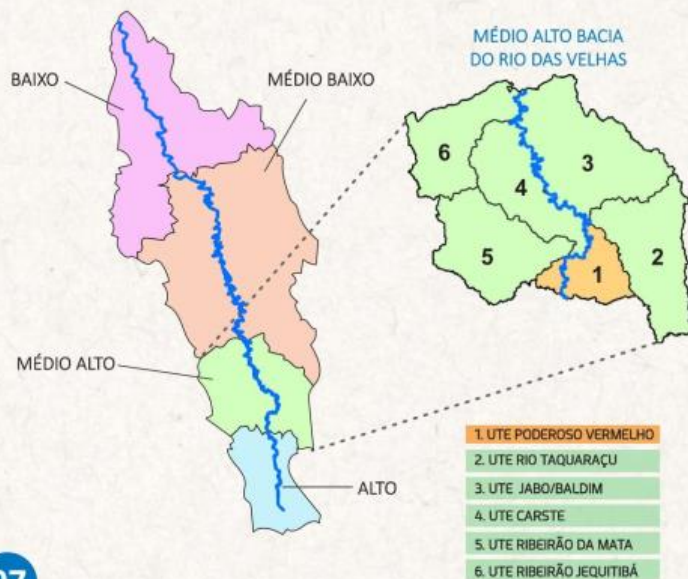 MÉDIO ALTO BACIA
DO RIO DAS VELHAS
BAIXO
MÉDIO BAIXO
6
3
4
5
1
2
MÉDIO ALTO
ALTO
1. UTE PODEROSO VERMELHO
2. UTE RIO TAQUARAÇU
3. UTE JABO/BALDIM
4. UTE CARSTE
5. UTE RIBEIRÃO DA MATA
6. UTE RIBEIRÃO JEQUITIBÁ